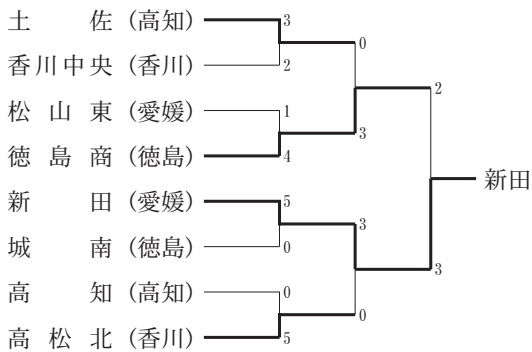 土佐（高知）
3
0
香川中央（香川）
2
2
松山東（愛媛）
1
3
徳島商（徳島）
4
新田
新田（愛媛）
5
3
城南（徳島）
0
3
高知（高知）
0
0
高松北（香川）
5